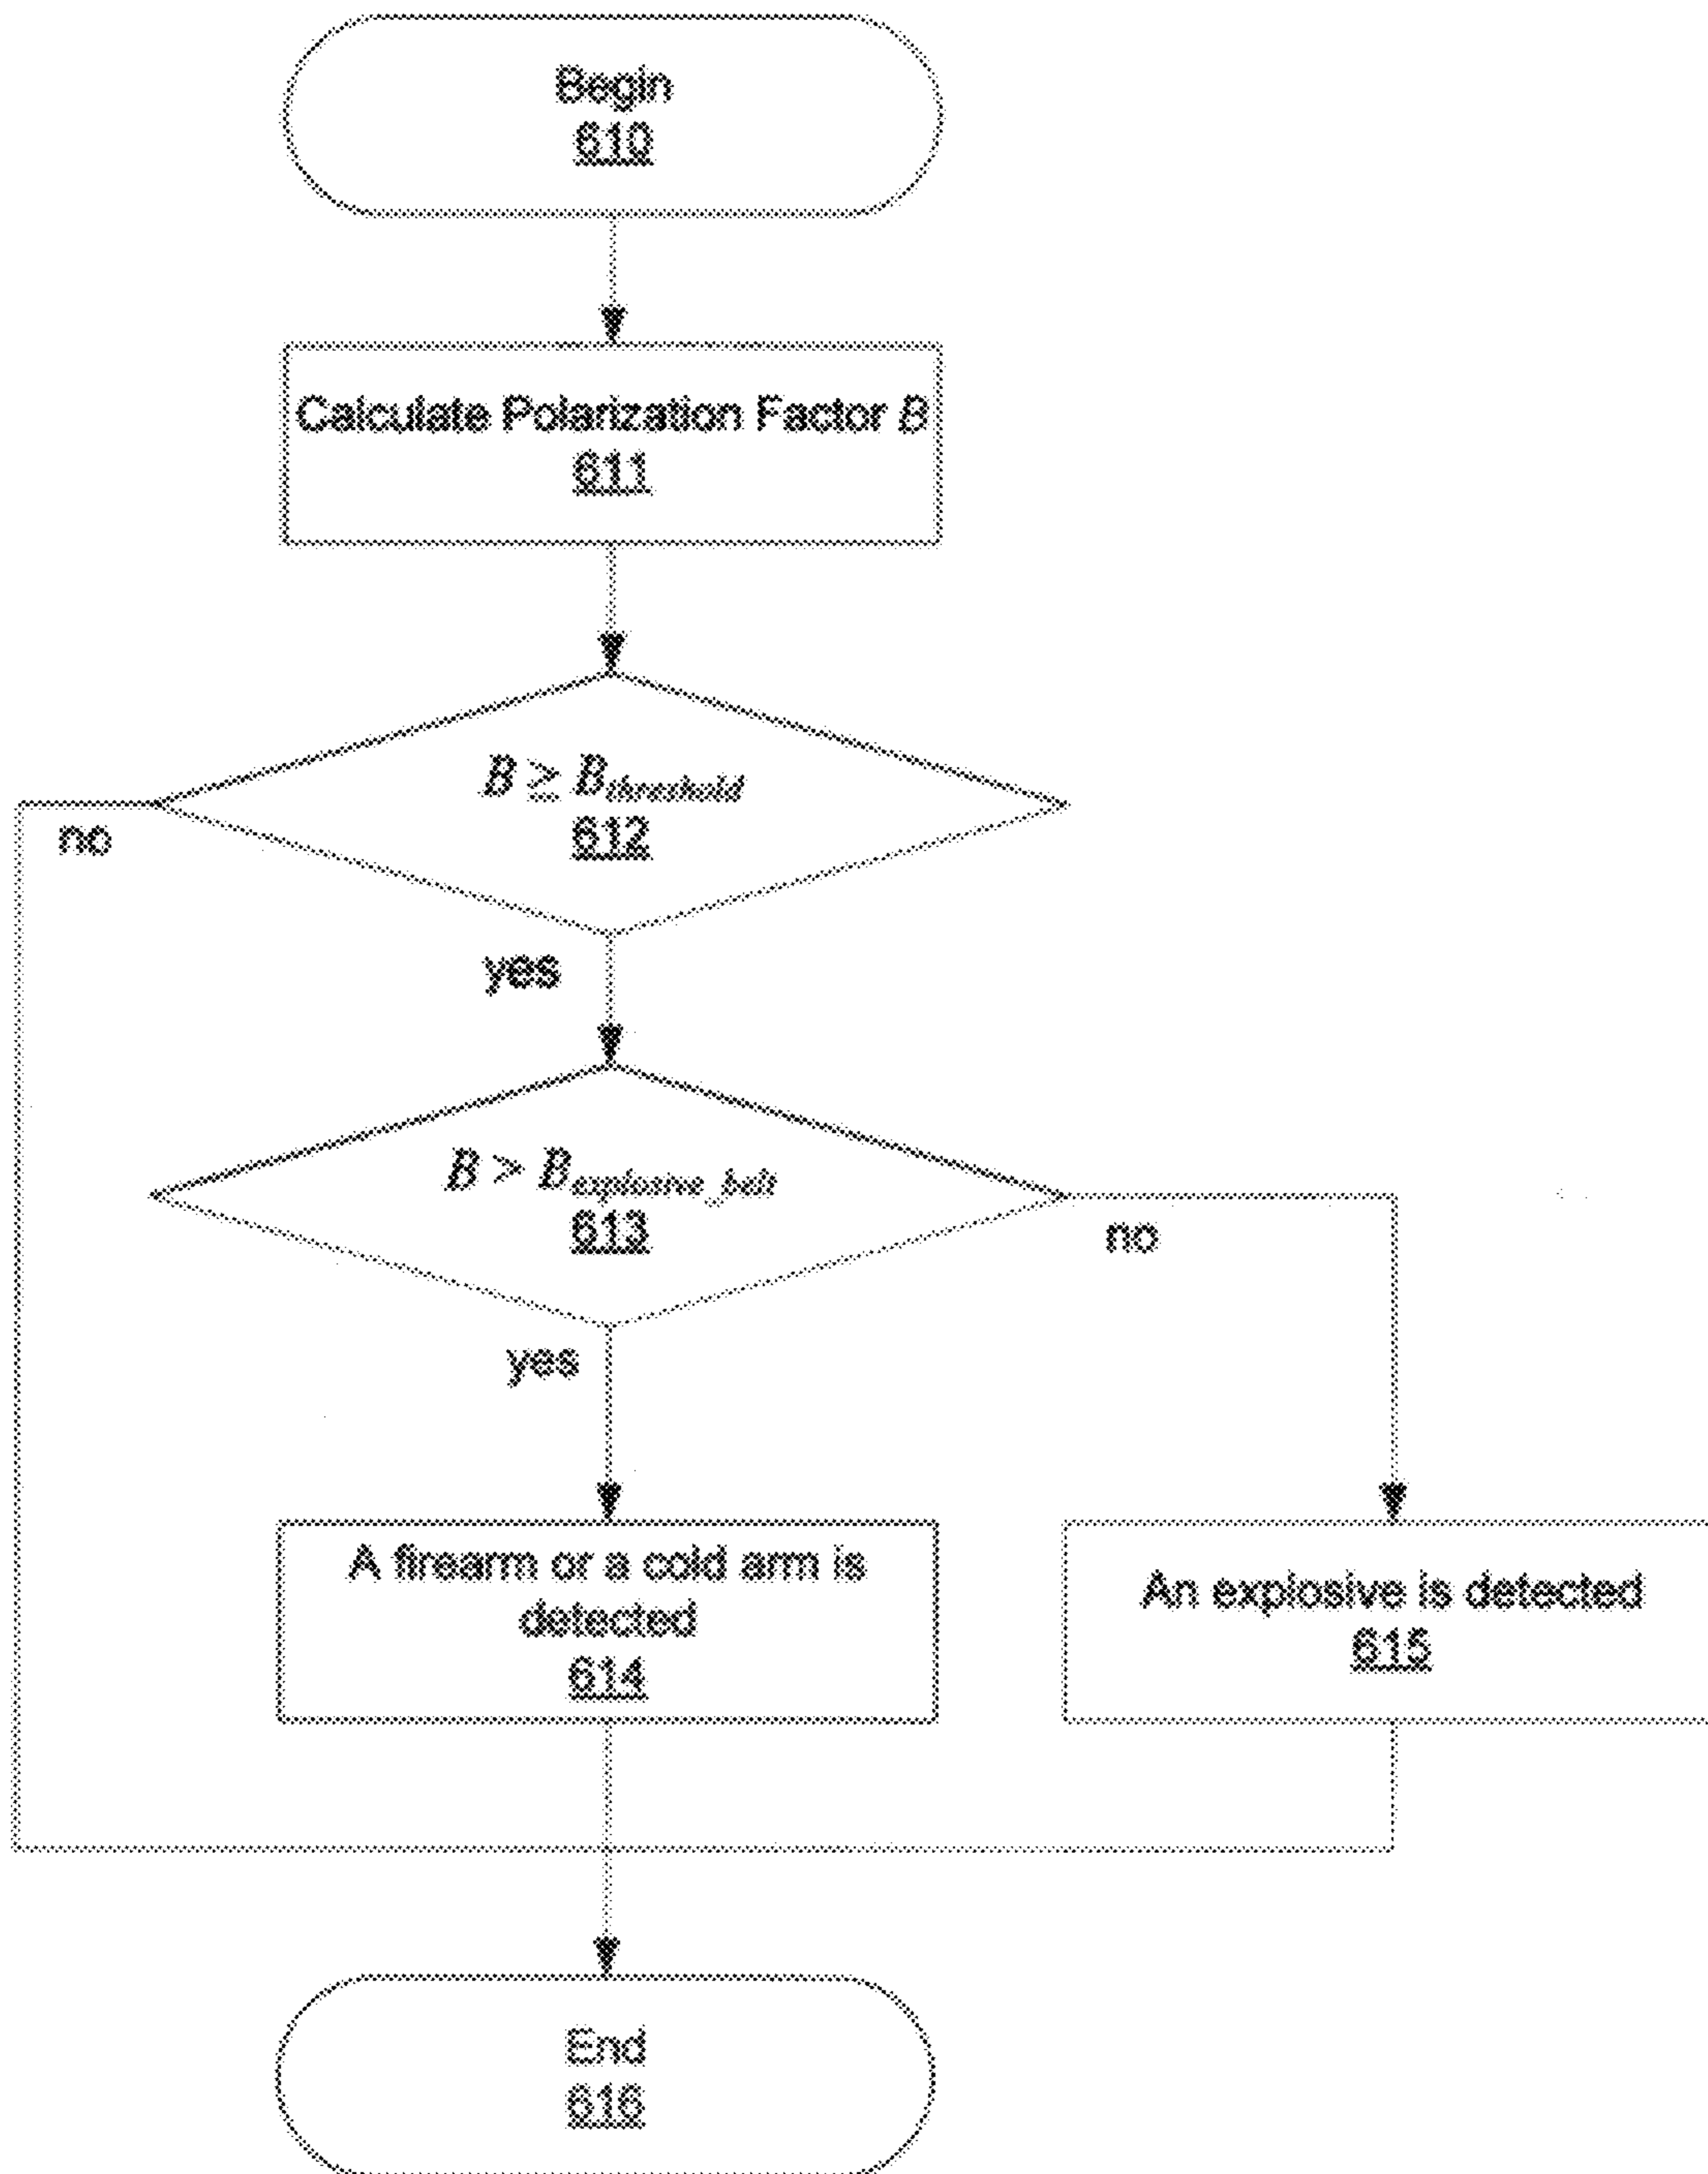 Begin
610
Calculate Polarization Factor B
611
B ≥ B_threshold
612
no
yes
B > B_explosive_belt
613
no
yes
A firearm or a cold arm is
detected
614
An explosive is detected
615
End
616